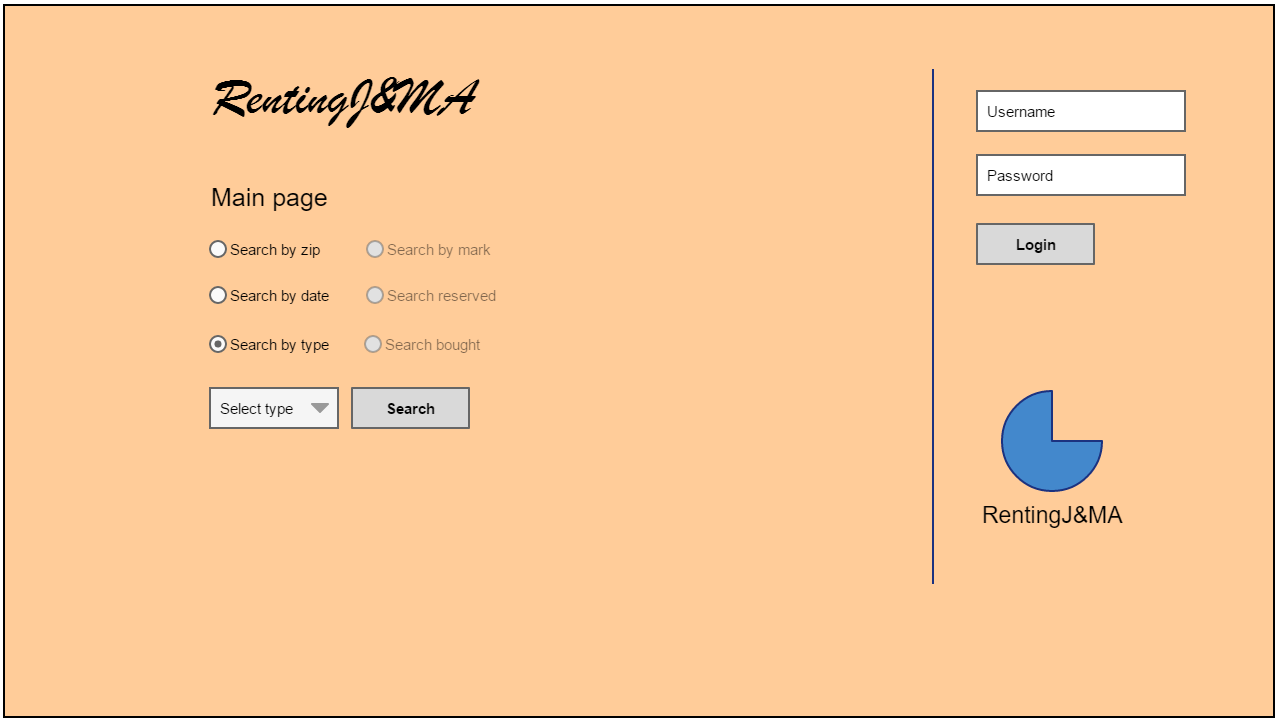 RentingJ&MA
Main page
Search by zip
Search by mark
Search by date
Search reserved
Search by type
Search bought
Select type
Search
Username
Password
Login
RentingJ&MA